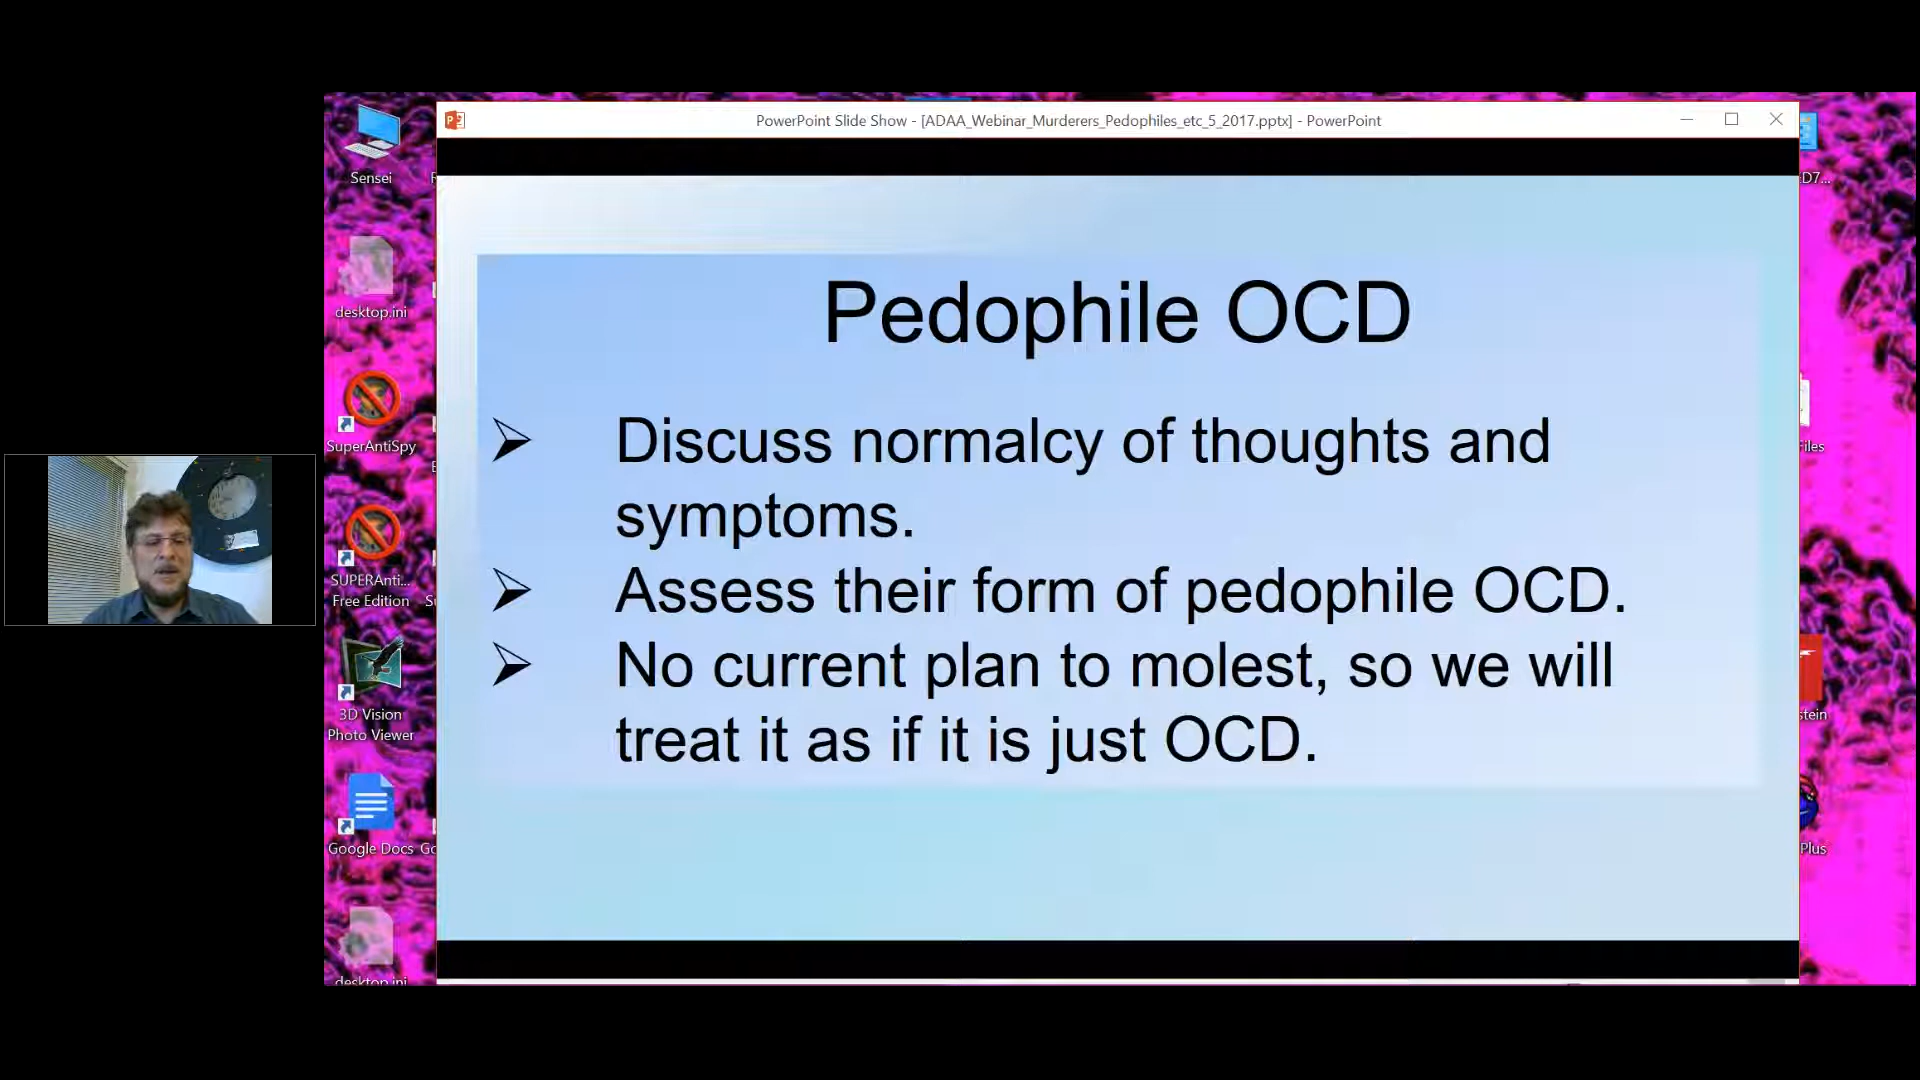 PowerPoint Slide Show - [ADAA_Webinar_Murderers_Pedophiles_etc_5_2017.pptx] - PowerPoint
Sensei
desktop.ini
SuperAntiSpy
SUPERAnti...
Free Edition
3D Vision
Photo Viewer
Google Docs
desktop.ini
Pedophile OCD
Discuss normalcy of thoughts and
symptoms.
Assess their form of pedophile OCD.
No current plan to molest, so we will
treat it as if it is just OCD.
Plus